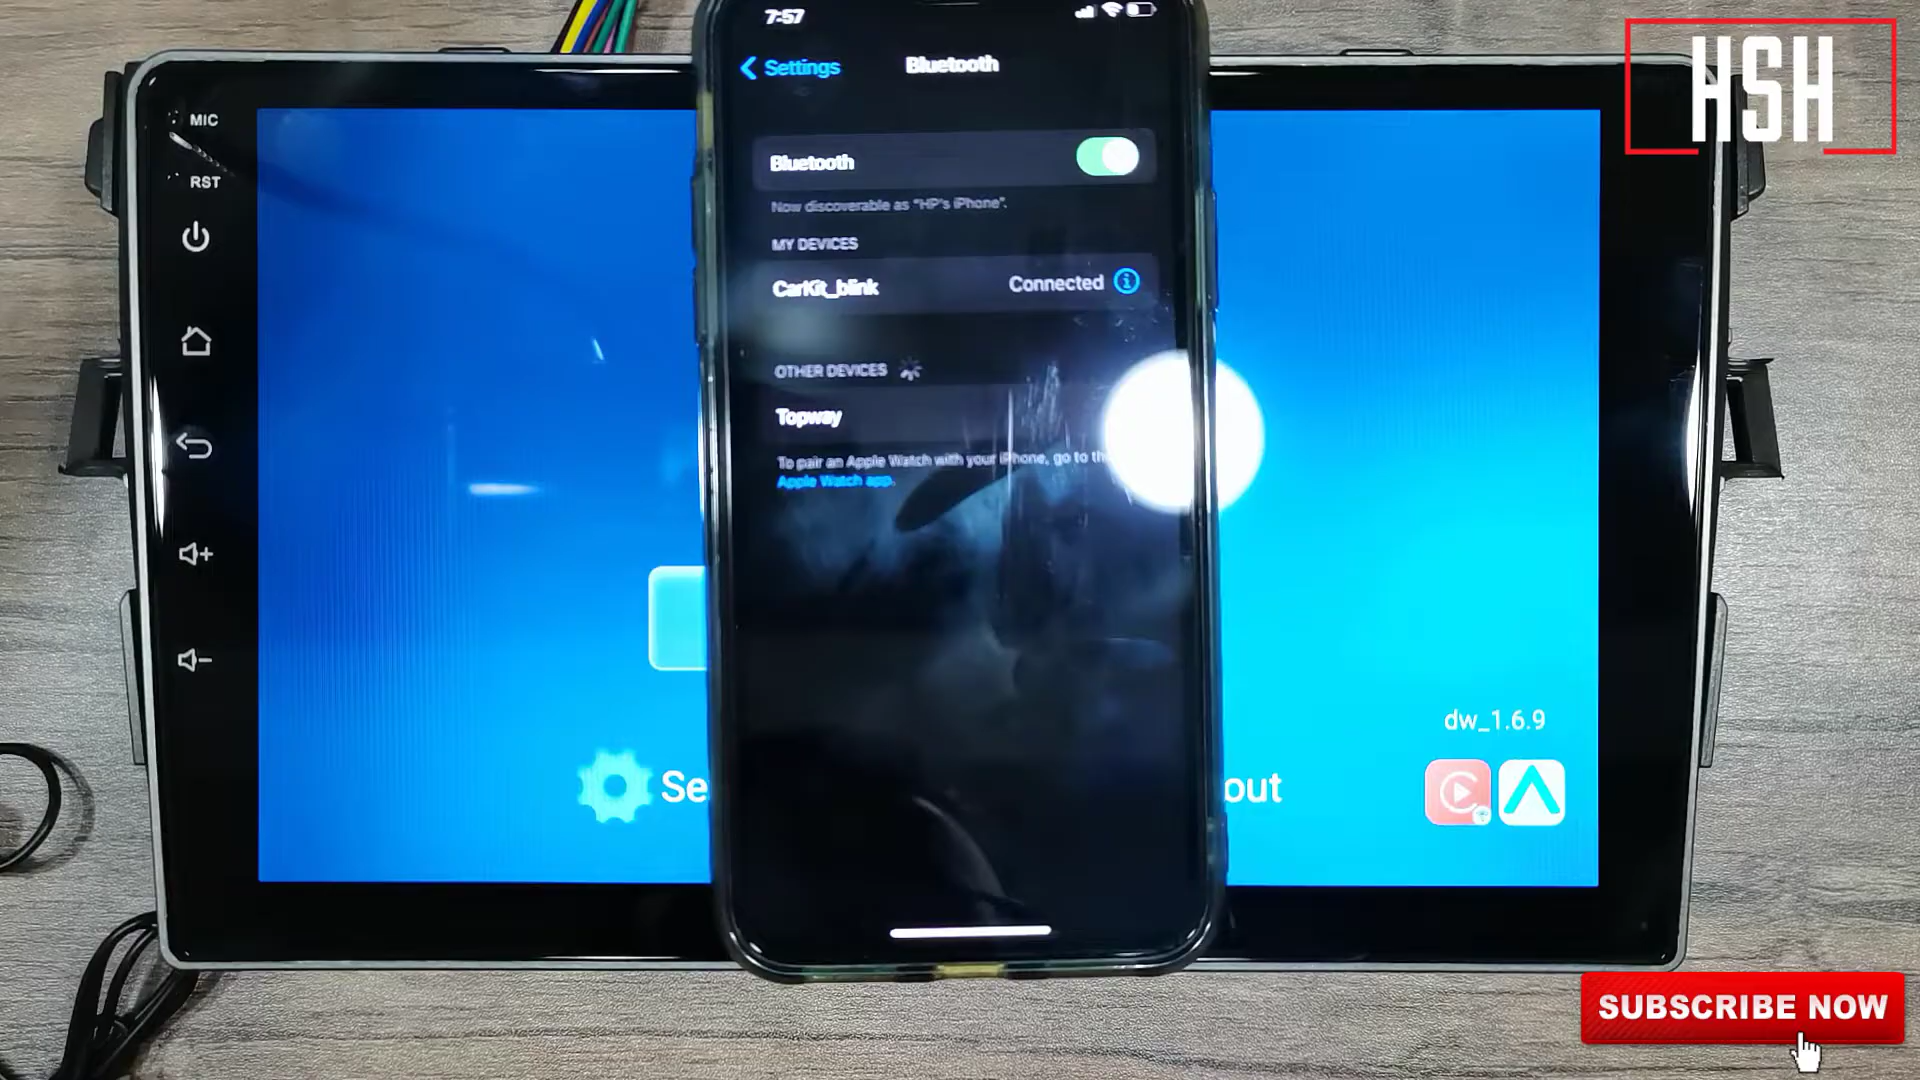 7:57
Settings
Bluetooth
Bluetooth
Now discoverable as “HP's iPhone”.
MY DEVICES
CarKit_blink
Connected
OTHER DEVICES
Topway
To pair an Apple Watch with your iPhone, go to
Apple Watch app.
MIC
RST
Se
out
dw_1.6.9
HSH
SUBSCRIBE NOW